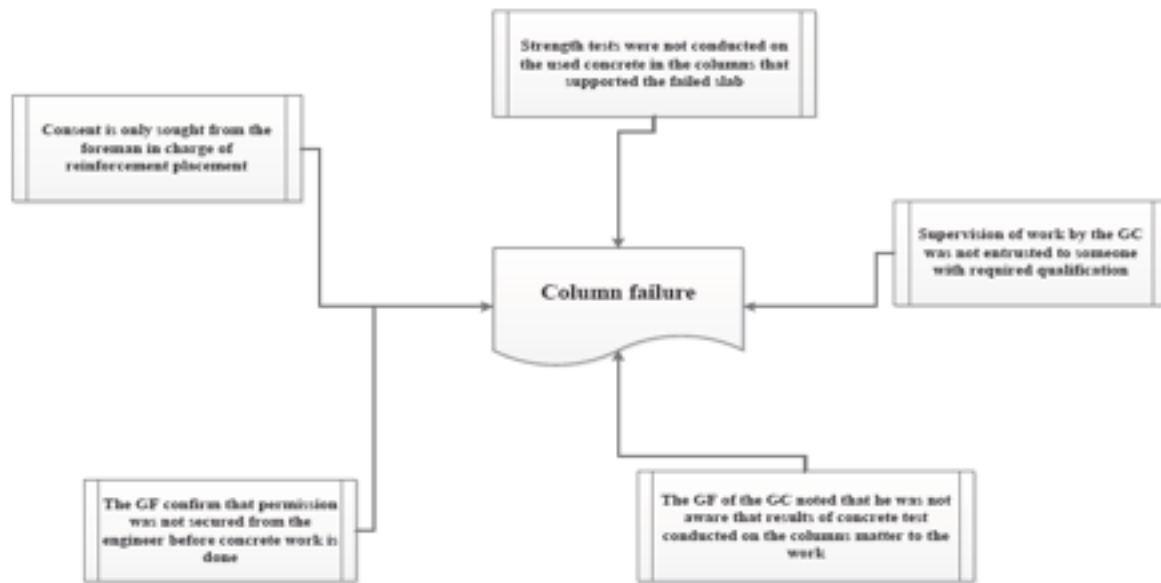 Strength tests were not conducted on
the used concrete in the columns that
supported the failed slab
Consent is only sought from the
foreman in charge of
reinforcement placement
Supervision of work by the GC
was not entrusted to someone
with required qualification
Column failure
The GF confirm that permission
was not secured from the
engineer before concrete work is
done
The GF of the GC noted that he was not
aware that results of concrete test
conducted on the columns matter to the
work